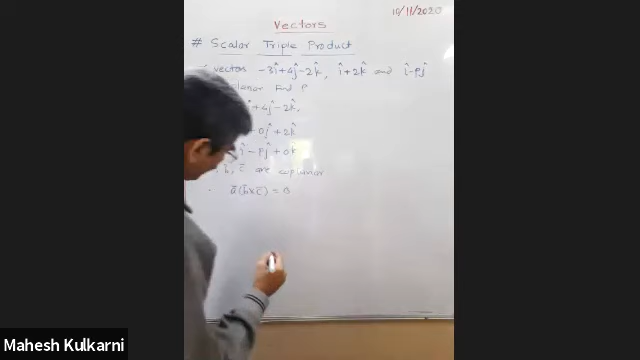 10/11/2020
Vectors
# Scalar Triple Product
vectors -3î+4ĵ-2k̂, î+2k̂ and î-pĵ
Find P
+4ĵ-2k̂,
+0ĵ+2k̂
î-pĵ+0k̂
b̄, c̄ are coplanar
ā(b̄×c̄)=0
Mahesh Kulkarni